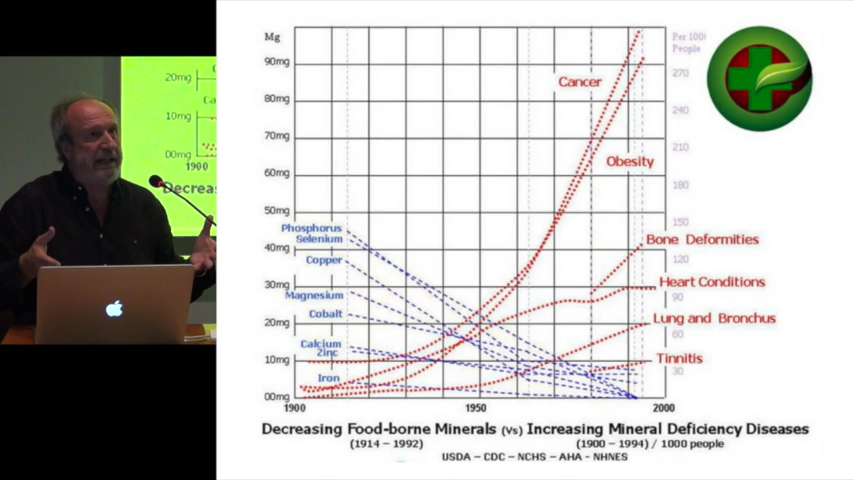 Mg
90mg
80mg
70mg
60mg
50mg
40mg
30mg
20mg
10mg
00mg
1900
1950
2000
Per 100
People
270
240
210
180
150
120
90
60
30
Cancer
Obesity
Bone Deformities
Heart Conditions
Lung and Bronchus
Tinnitis
Phosphorus
Selenium
Copper
Magnesium
Cobalt
Calcium
Zinc
Iron
Decreasing Food-borne Minerals (Vs) Increasing Mineral Deficiency Diseases
(1914 - 1992) (1900 - 1994) / 1000 people
USDA - CDC - NCHS - AHA - NHNES
20mg
10mg
00mg
1900
Decreas